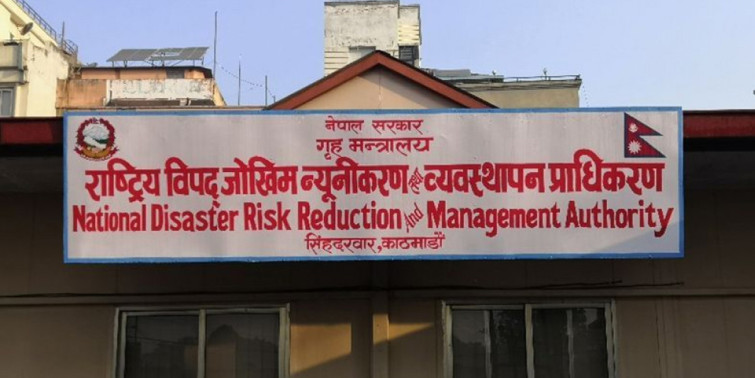 नेपाल सरकार
गृह मन्त्रालय
राष्ट्रिय विपद् जोखिम न्यूनीकरण तथा व्यवस्थापन प्राधिकरण
National Disaster Risk Reduction And Management Authority
सिंहदरवार, काठमाडौं